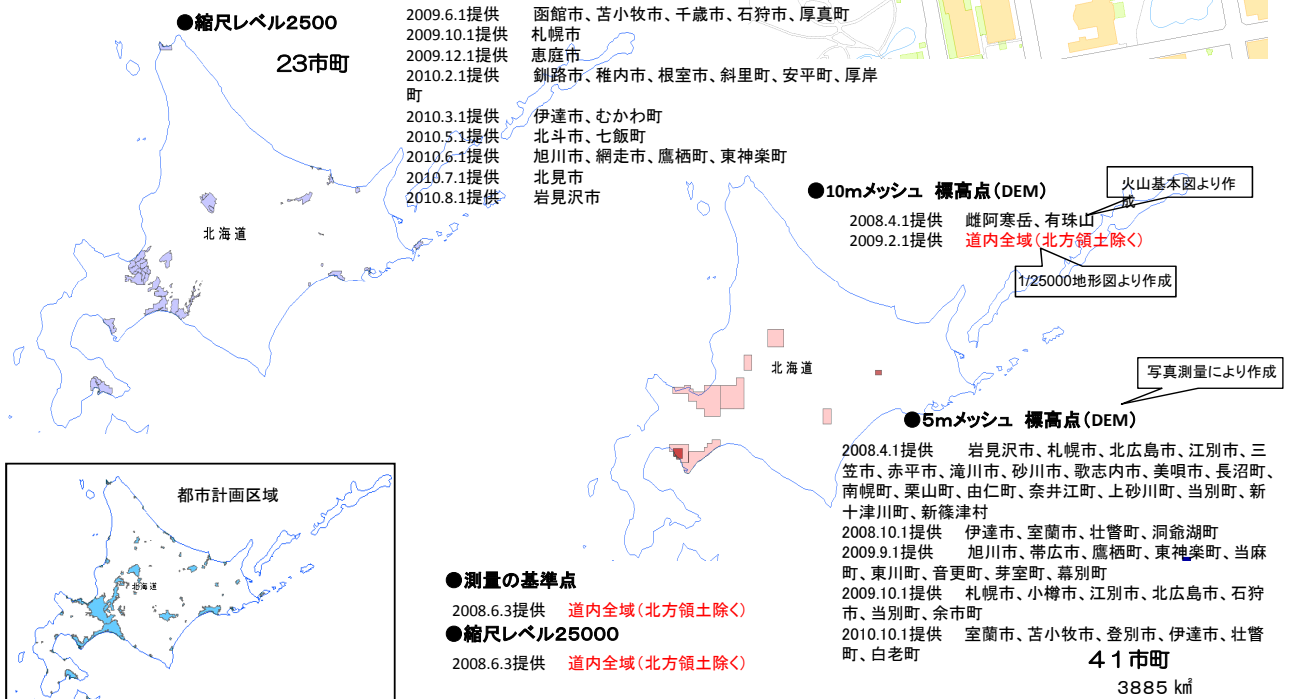 ●縮尺レベル2500
23市町
2009.6.1提供 函館市、苫小牧市、千歳市、石狩市、厚真町
2009.10.1提供 札幌市
2009.12.1提供 恵庭市
2010.2.1提供 釧路市、稚内市、根室市、斜里町、安平町、厚岸
町
2010.3.1提供 伊達市、むかわ町
2010.5.1提供 北斗市、七飯町
2010.6.1提供 旭川市、網走市、鷹栖町、東神楽町
2010.7.1提供 北見市
2010.8.1提供 岩見沢市
北海道
●10mメッシュ 標高点(DEM)
火山基本図より作
成
2008.4.1提供 雌阿寒岳、有珠山
2009.2.1提供 道内全域(北方領土除く)
1/25000地形図より作成
北海道
写真測量により作成
●5mメッシュ 標高点(DEM)
2008.4.1提供 岩見沢市、札幌市、北広島市、江別市、三
笠市、赤平市、滝川市、砂川市、歌志内市、美唄市、長沼町、
南幌町、栗山町、由仁町、奈井江町、上砂川町、当別町、新
十津川町、新篠津村
2008.10.1提供 伊達市、室蘭市、壮瞥町、洞爺湖町
2009.9.1提供 旭川市、帯広市、鷹栖町、東神楽町、当麻
町、東川町、音更町、芽室町、幕別町
2009.10.1提供 札幌市、小樽市、江別市、北広島市、石狩
市、当別町、余市町
2010.10.1提供 室蘭市、苫小牧市、登別市、伊達市、壮瞥
町、白老町
41市町
3885 k㎡
都市計画区域
北海道
●測量の基準点
2008.6.3提供 道内全域(北方領土除く)
●縮尺レベル25000
2008.6.3提供 道内全域(北方領土除く)